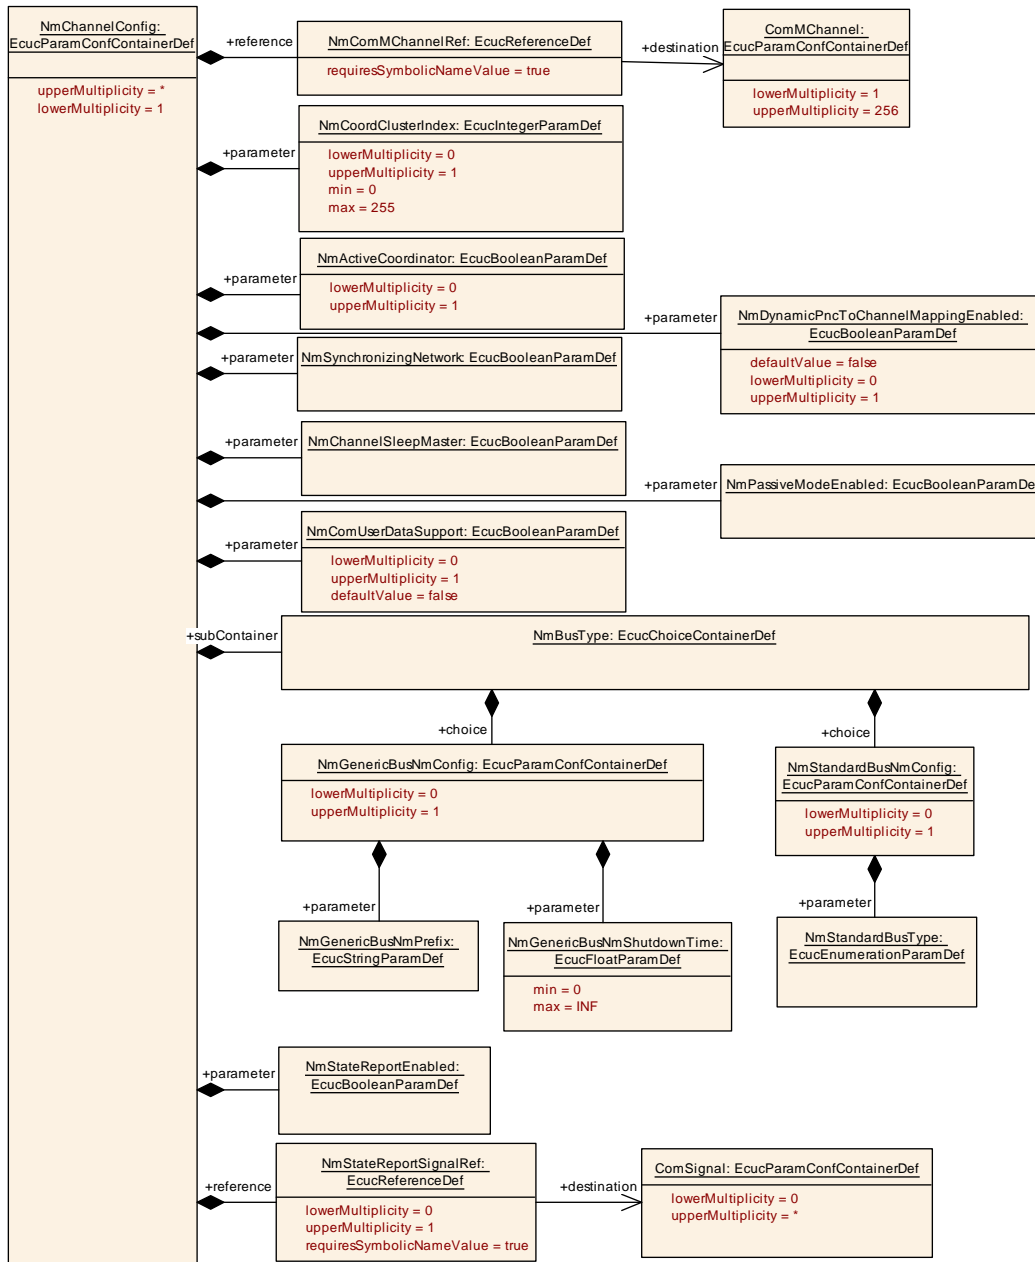 NmChannelConfig:
EcucParamConfContainerDef
upperMultiplicity = *
lowerMultiplicity = 1
+reference
NmComMChannelRef: EcucReferenceDef
requiresSymbolicNameValue = true
+destination
ComMChannel:
EcucParamConfContainerDef
lowerMultiplicity = 1
upperMultiplicity = 256
+parameter
NmCoordClusterIndex: EcucIntegerParamDef
lowerMultiplicity = 0
upperMultiplicity = 1
min = 0
max = 255
+parameter
NmActiveCoordinator: EcucBooleanParamDef
lowerMultiplicity = 0
upperMultiplicity = 1
+parameter
NmDynamicPncToChannelMappingEnabled:
EcucBooleanParamDef
defaultValue = false
lowerMultiplicity = 0
upperMultiplicity = 1
+parameter
NmSynchronizingNetwork: EcucBooleanParamDef
+parameter
NmChannelSleepMaster: EcucBooleanParamDef
+parameter
NmPassiveModeEnabled: EcucBooleanParamDe
+parameter
NmComUserDataSupport: EcucBooleanParamDef
lowerMultiplicity = 0
upperMultiplicity = 1
defaultValue = false
+subContainer
NmBusType: EcucChoiceContainerDef
+choice
+choice
NmGenericBusNmConfig: EcucParamConfContainerDef
lowerMultiplicity = 0
upperMultiplicity = 1
NmStandardBusNmConfig:
EcucParamConfContainerDef
lowerMultiplicity = 0
upperMultiplicity = 1
+parameter
+parameter
+parameter
NmGenericBusNmPrefix:
EcucStringParamDef
NmGenericBusNmShutdownTime:
EcucFloatParamDef
min = 0
max = INF
NmStandardBusType:
EcucEnumerationParamDef
+parameter
NmStateReportEnabled:
EcucBooleanParamDef
+reference
NmStateReportSignalRef:
EcucReferenceDef
lowerMultiplicity = 0
upperMultiplicity = 1
requiresSymbolicNameValue = true
+destination
ComSignal: EcucParamConfContainerDef
lowerMultiplicity = 0
upperMultiplicity = *